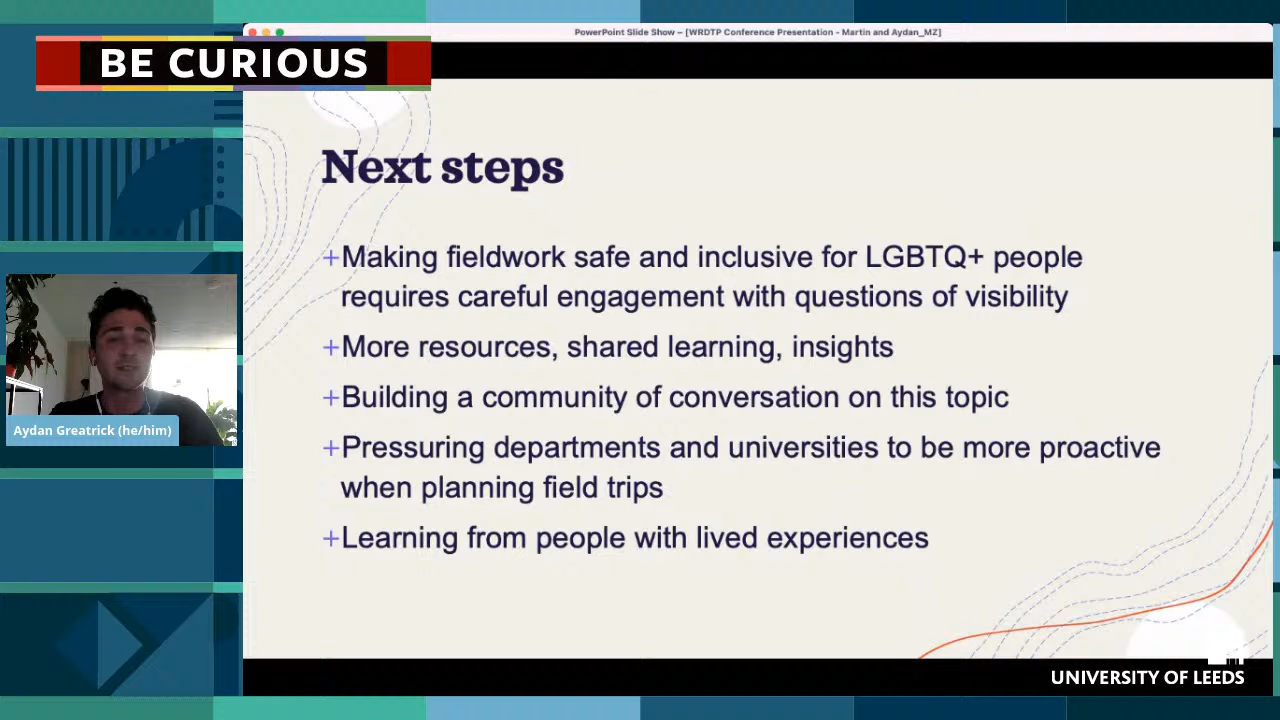 PowerPoint Slide Show – [WRDTP Conference Presentation - Martin and Aydan_MZ]
BE CURIOUS
Next steps
+Making fieldwork safe and inclusive for LGBTQ+ people
requires careful engagement with questions of visibility
+More resources, shared learning, insights
+Building a community of conversation on this topic
+Pressuring departments and universities to be more proactive
when planning field trips
+Learning from people with lived experiences
Aydan Greatrick (he/him)
UNIVERSITY OF LEEDS